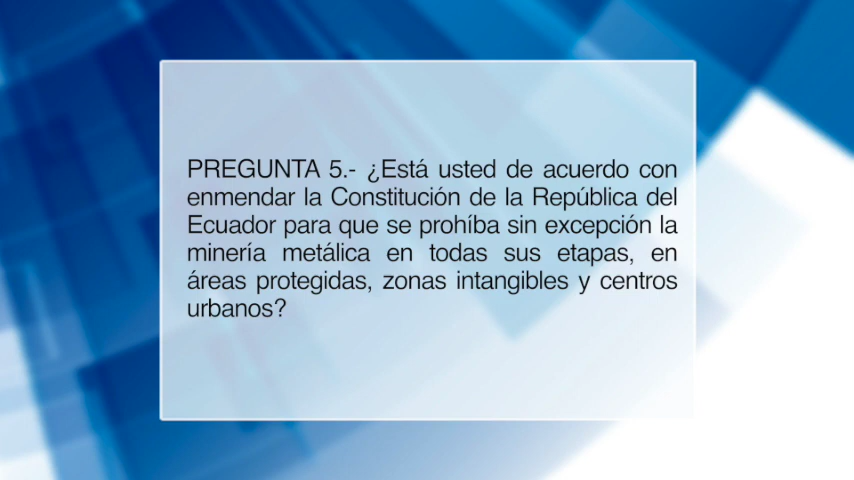 PREGUNTA 5.- ¿Está usted de acuerdo con
enmendar la Constitución de la República del
Ecuador para que se prohíba sin excepción la
minería metálica en todas sus etapas, en
áreas protegidas, zonas intangibles y centros
urbanos?